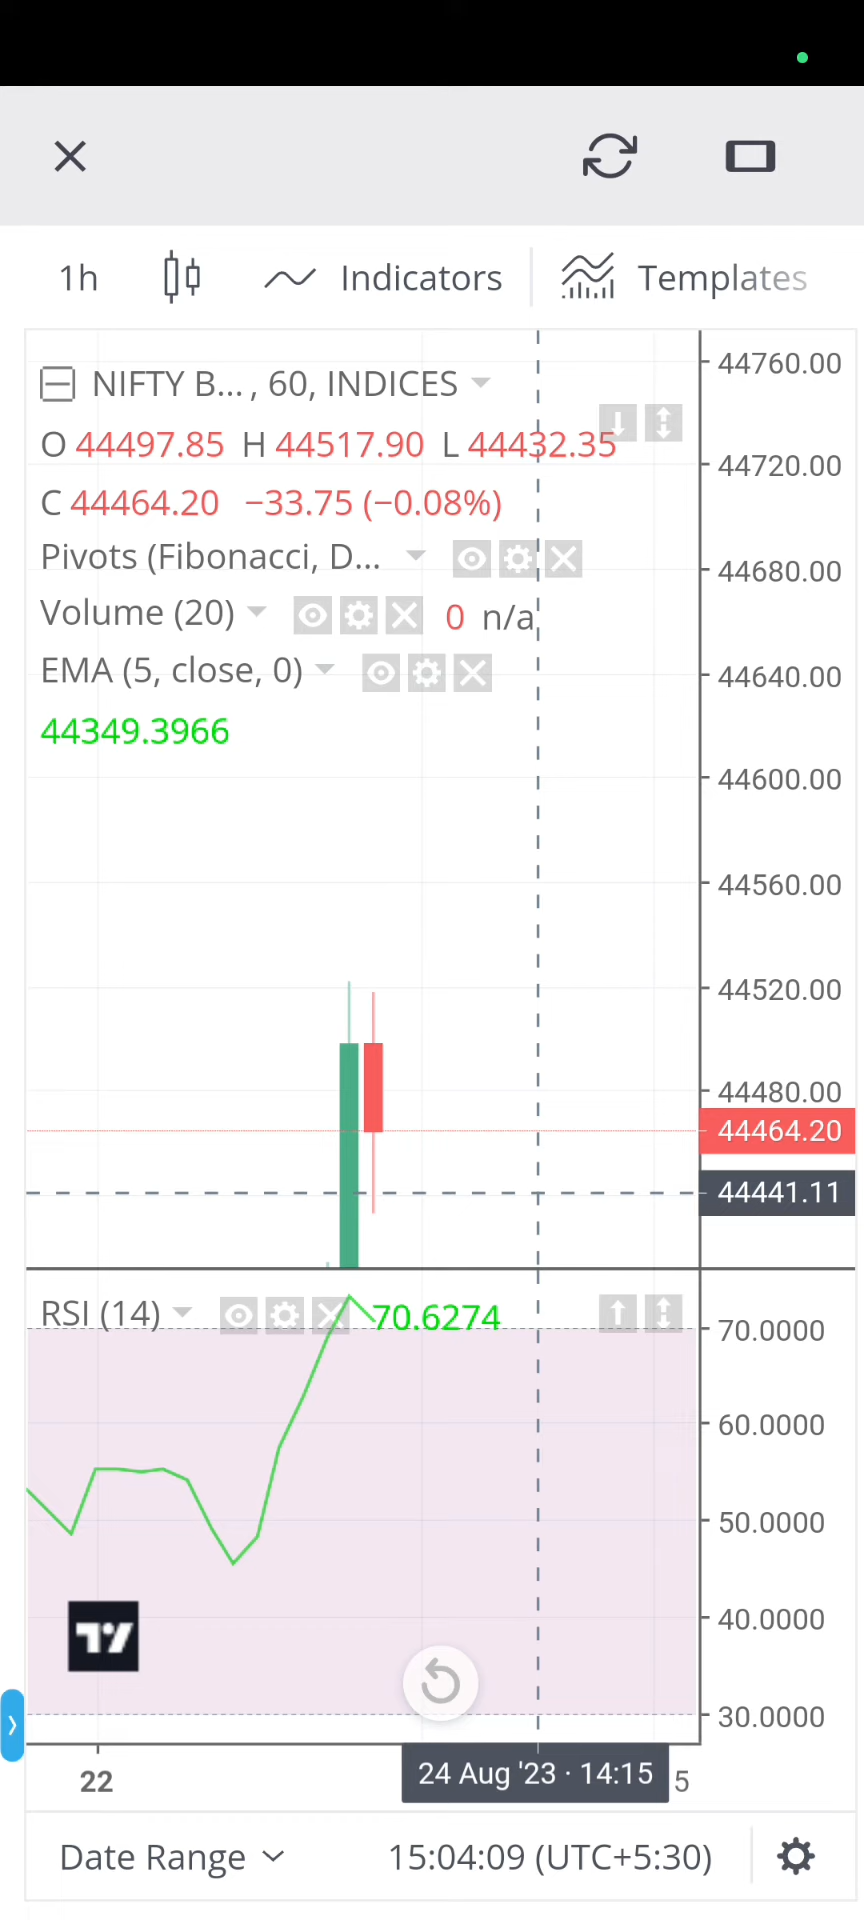 1h Indicators Templates
NIFTY B... , 60, INDICES
O 44497.85 H 44517.90 L 44432.35
C 44464.20 −33.75 (−0.08%)
Pivots (Fibonacci, D...
Volume (20) 0 n/a
EMA (5, close, 0)
44349.3966
44760.00
44720.00
44680.00
44640.00
44600.00
44560.00
44520.00
44480.00
44464.20
44441.11
RSI (14) 70.6274
70.0000
60.0000
50.0000
40.0000
30.0000
22 24 Aug '23 · 14:15 5
Date Range 15:04:09 (UTC+5:30)